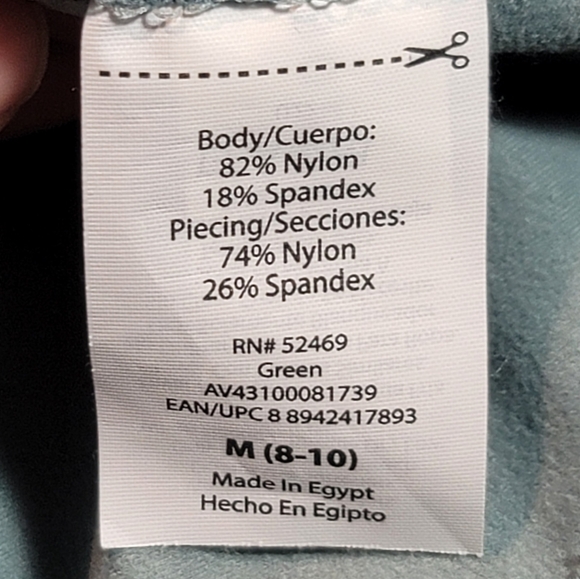 Body/Cuerpo:
82% Nylon
18% Spandex
Piecing/Secciones:
74% Nylon
26% Spandex
RN# 52469
Green
AV43100081739
EAN/UPC 8 8942417893
M (8-10)
Made In Egypt
Hecho En Egipto